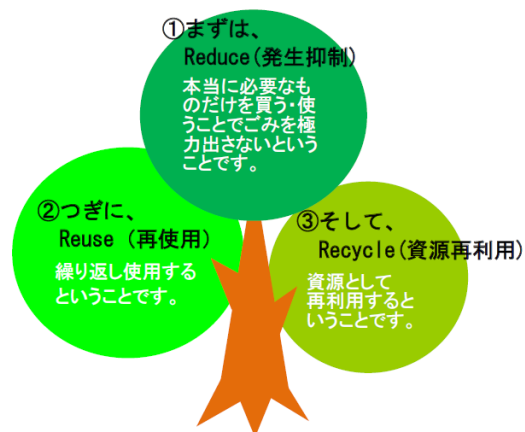 ①まずは、
Reduce(発生抑制)
本当に必要なも
のだけを買う・使
うことでごみを極
力出さないという
ことです。
②つぎに、
Reuse (再使用)
繰り返し使用する
ということです。
③そして、
Recycle(資源再利用)
資源として
再利用すると
いうことです。